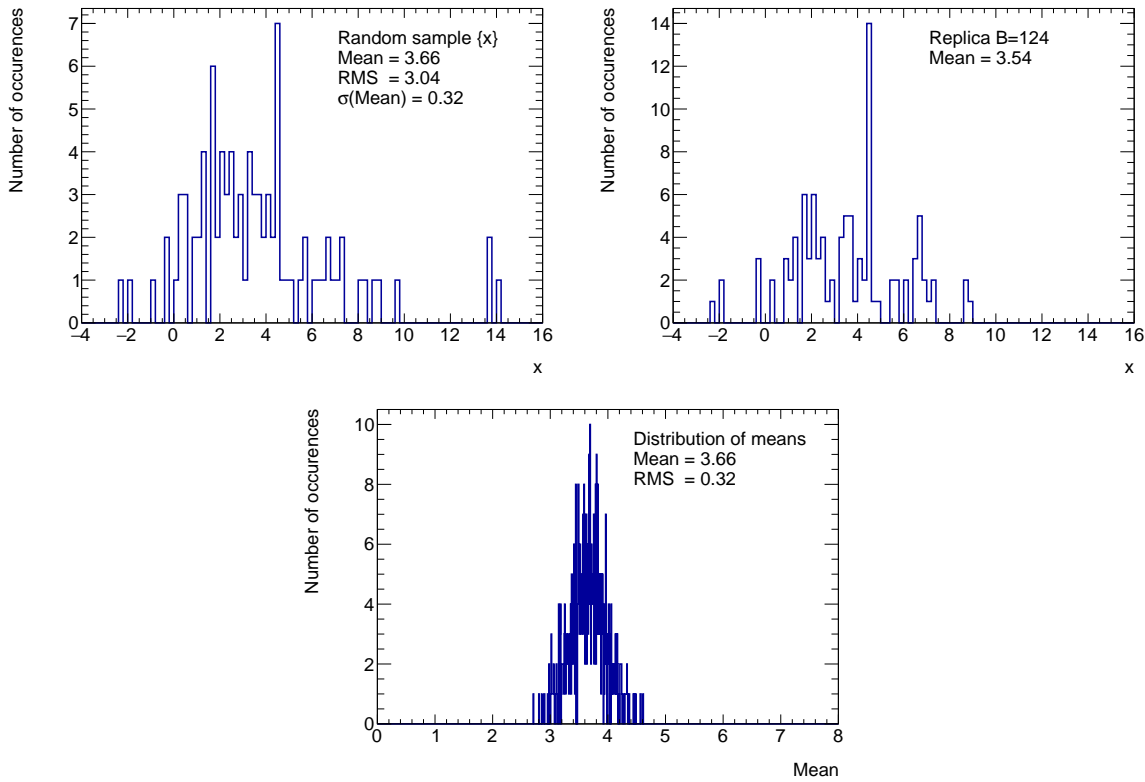 Number of occurences
7
6
5
4
3
2
1
0
Random sample {x}
Mean = 3.66
RMS = 3.04
σ(Mean) = 0.32
−4 −2 0 2 4 6 8 10 12 14 16
x
Number of occurences
14
12
10
8
6
4
2
0
Replica B=124
Mean = 3.54
−4 −2 0 2 4 6 8 10 12 14 16
x
Number of occurences
10
8
6
4
2
0
Distribution of means
Mean = 3.66
RMS = 0.32
0 1 2 3 4 5 6 7 8
Mean